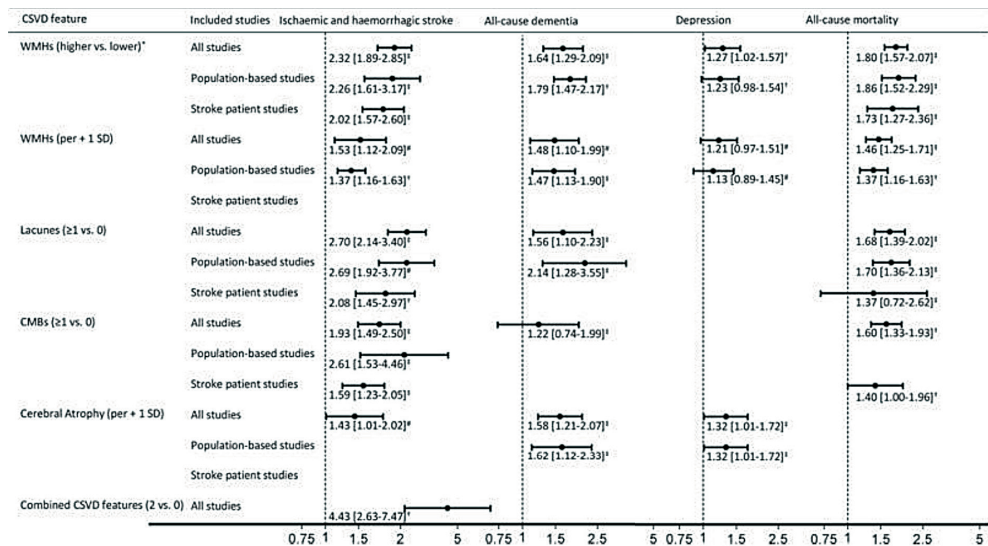 CSVD feature Included studies Ischaemic and haemorrhagic stroke All-cause dementia Depression All-cause mortality
WMHs (higher vs. lower)* All studies 2.32 [1.89-2.85]‡ 1.64 [1.29-2.09]‡ 1.27 [1.02-1.57]† 1.80 [1.57-2.07]‡
Population-based studies 2.26 [1.61-3.17]‡ 1.79 [1.47-2.17]† 1.23 [0.98-1.54]† 1.86 [1.52-2.29]‡
Stroke patient studies 2.02 [1.57-2.60]‡ 1.73 [1.27-2.36]‡
WMHs (per + 1 SD) All studies 1.53 [1.12-2.09]# 1.48 [1.10-1.99]# 1.21 [0.97-1.51]# 1.46 [1.25-1.71]‡
Population-based studies 1.37 [1.16-1.63]† 1.47 [1.13-1.90]‡ 1.13 [0.89-1.45]# 1.37 [1.16-1.63]‡
Stroke patient studies
Lacunes (≥1 vs. 0) All studies 2.70 [2.14-3.40]‡ 1.56 [1.10-2.23]‡ 1.68 [1.39-2.02]‡
Population-based studies 2.69 [1.92-3.77]# 2.14 [1.28-3.55]‡ 1.70 [1.36-2.13]‡
Stroke patient studies 2.08 [1.45-2.97]† 1.37 [0.72-2.62]‡
CMBs (≥1 vs. 0) All studies 1.93 [1.49-2.50]‡ 1.22 [0.74-1.99]‡ 1.60 [1.33-1.93]‡
Population-based studies 2.61 [1.53-4.46]‡
Stroke patient studies 1.59 [1.23-2.05]‡ 1.40 [1.00-1.96]†
Cerebral Atrophy (per + 1 SD) All studies 1.43 [1.01-2.02]# 1.58 [1.21-2.07]‡ 1.32 [1.01-1.72]‡
Population-based studies 1.62 [1.12-2.33]‡ 1.32 [1.01-1.72]‡
Stroke patient studies
Combined CSVD features (2 vs. 0) All studies 4.43 [2.63-7.47]†
0.75 1 1.5 2 5 0.75 1 1.5 2.5 5 0.75 1 1.5 2.5 0.75 1 1.5 2.5 5